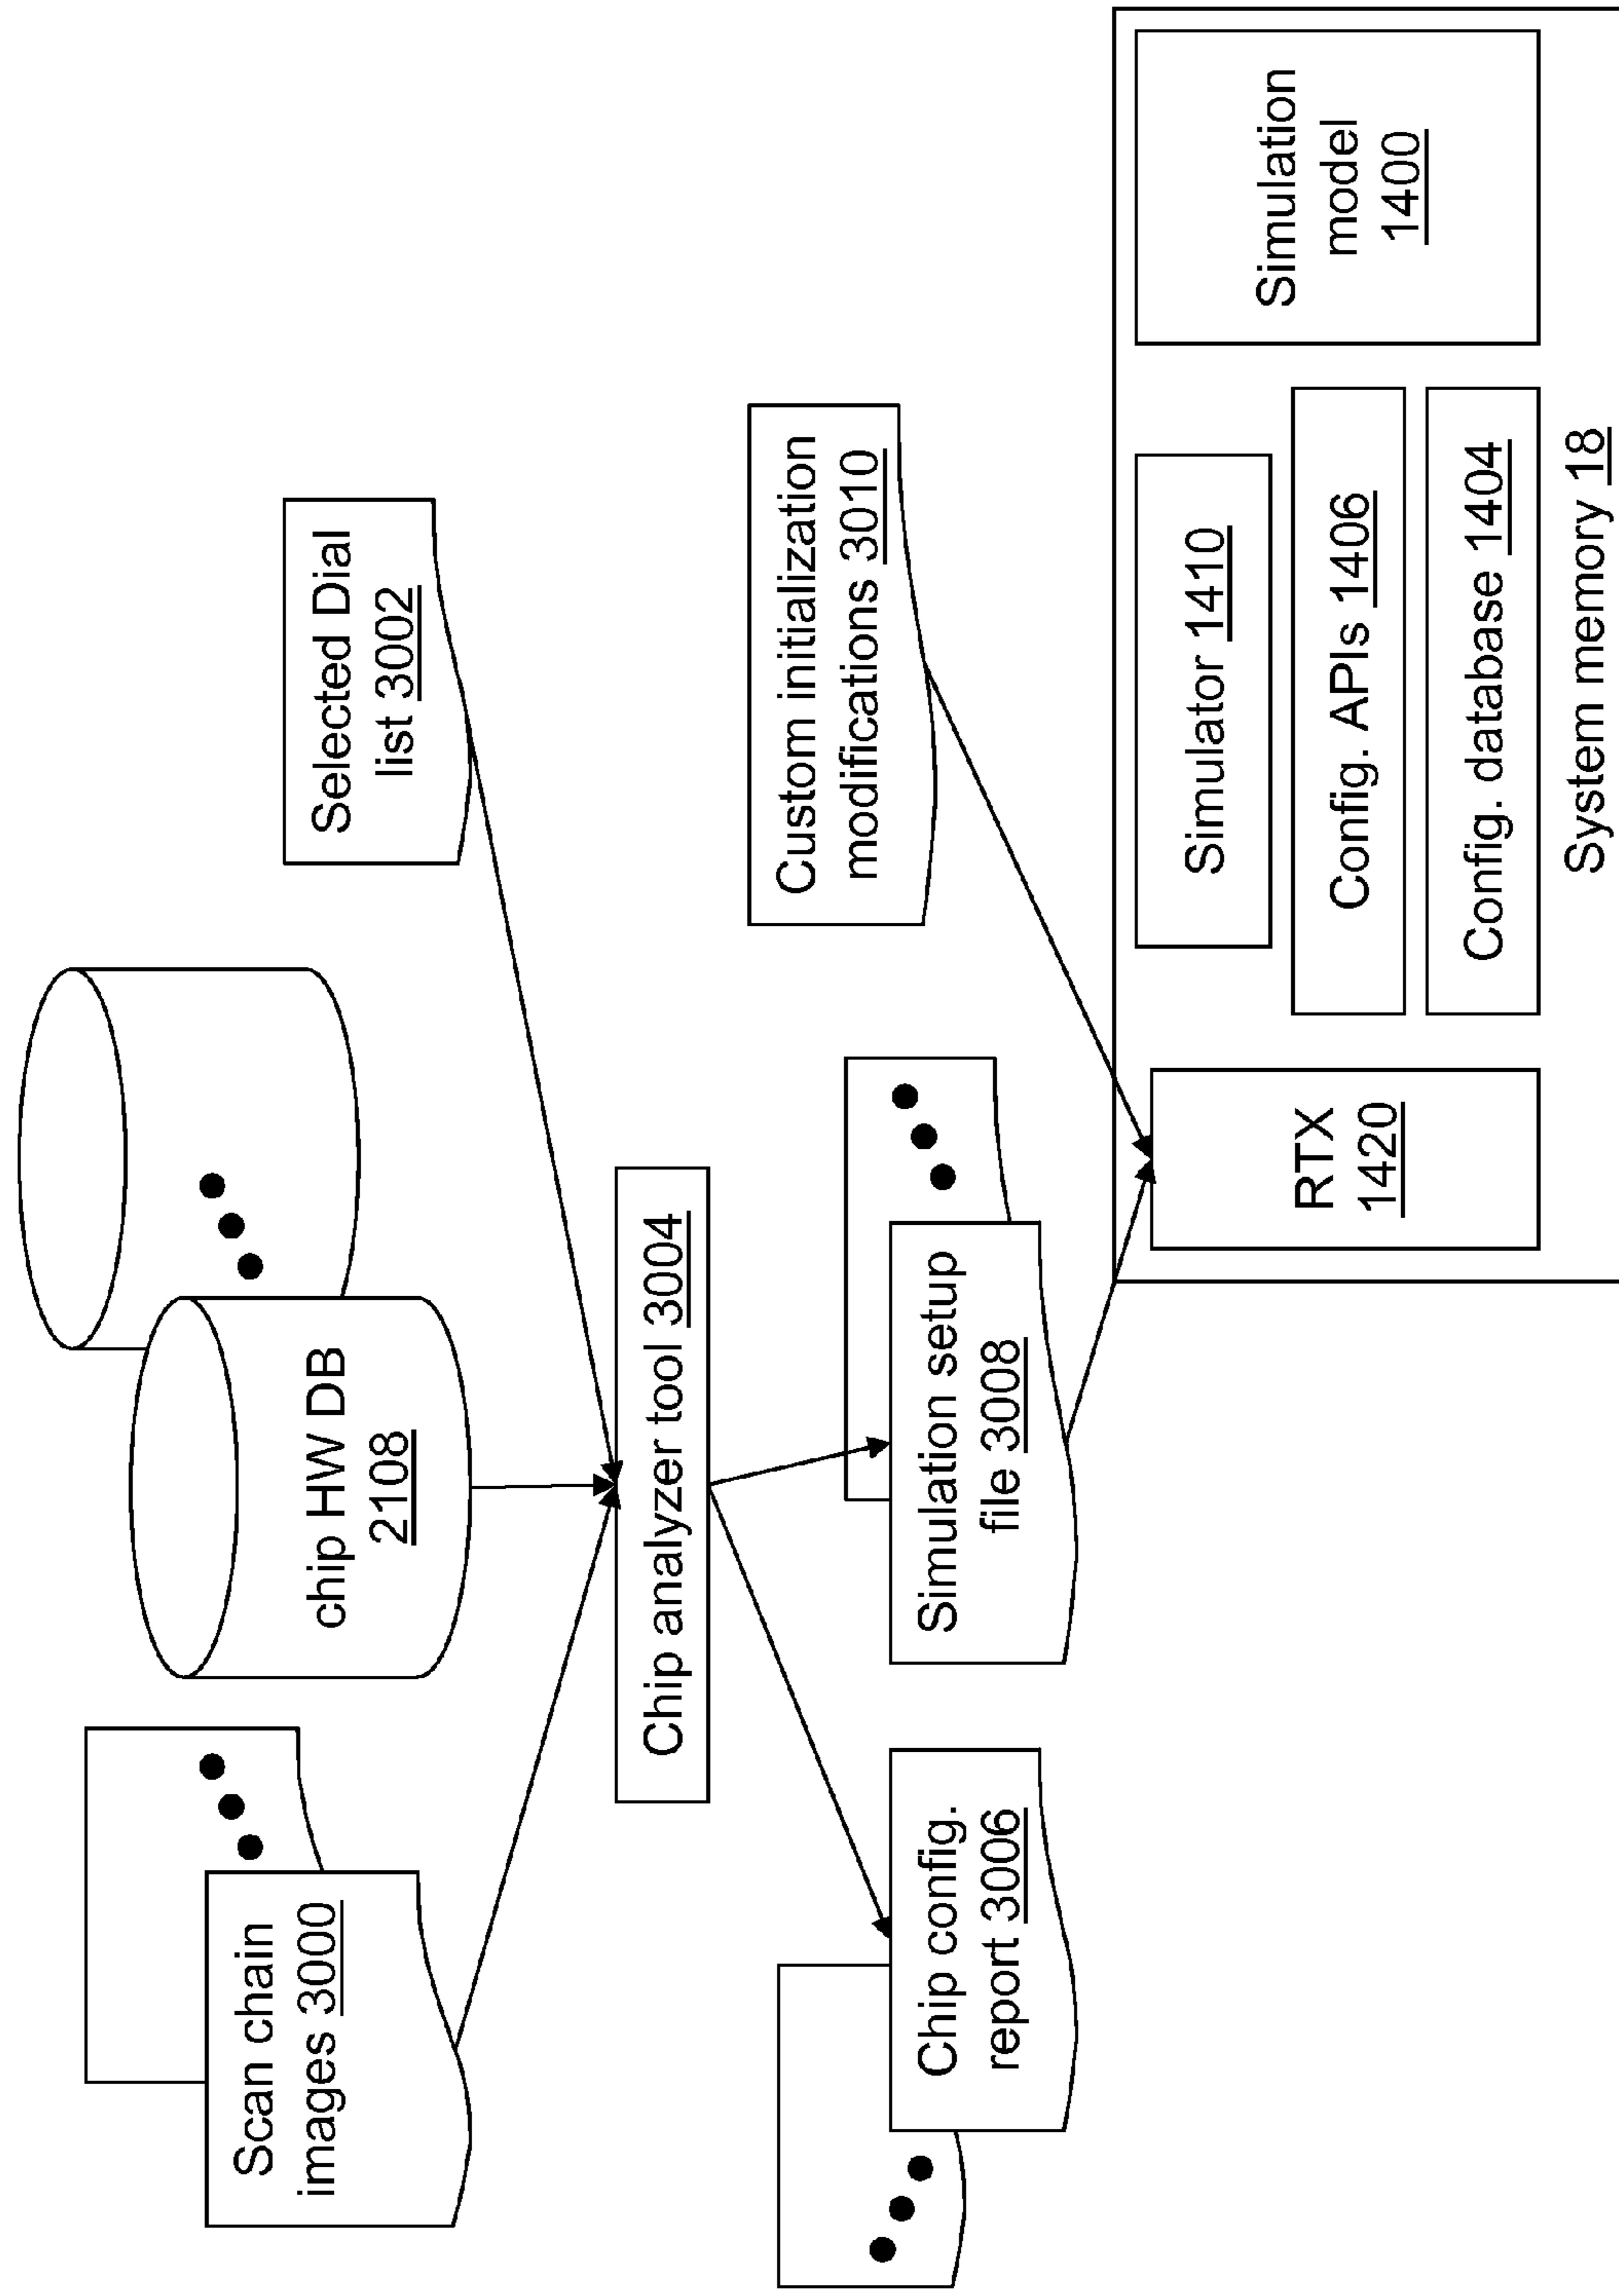 Scan chain
images 3000
chip HW DB
2108
Selected Dial
list 3002
Chip analyzer tool 3004
Chip config.
report 3006
Simulation setup
file 3008
Custom initialization
modifications 3010
RTX
1420
Simulator 1410
Config. APIs 1406
Config. database 1404
Simulation
model
1400
System memory 18